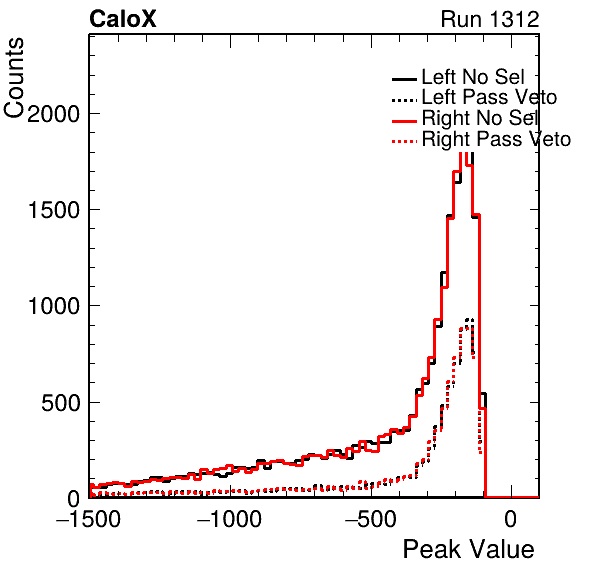 CaloX Run 1312
Counts
Left No Sel
Left Pass Veto
Right No Sel
Right Pass Veto
2000
1500
1000
500
0
−1500 −1000 −500 0
Peak Value